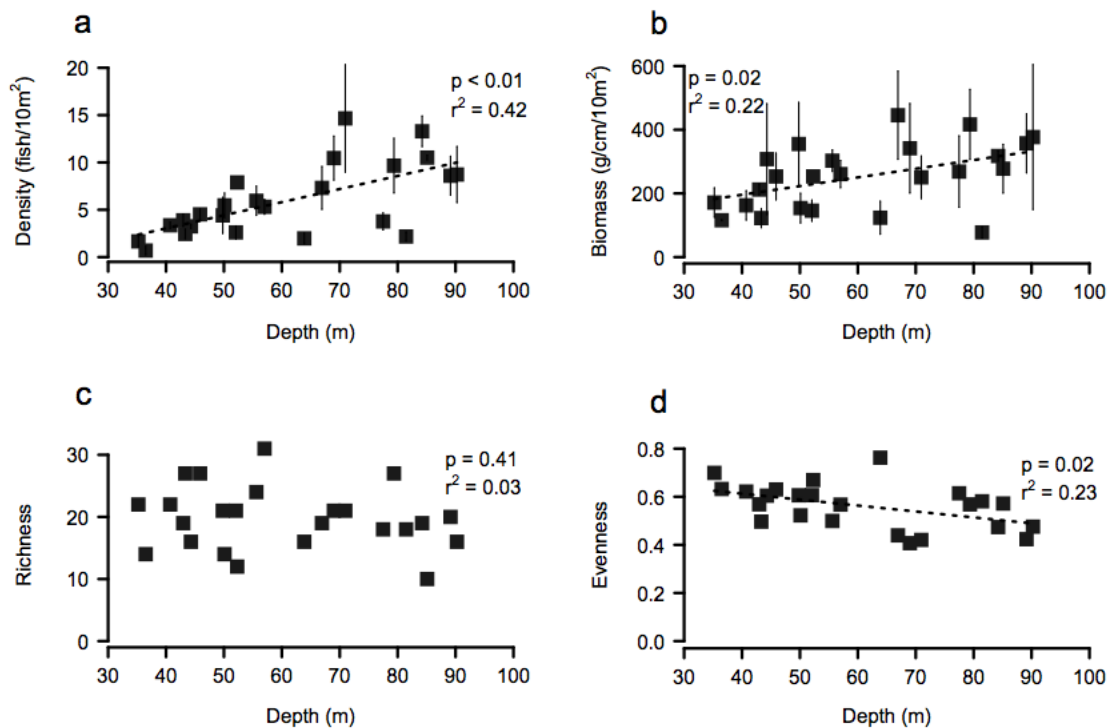 a
Density (fish/10m²)
20
15
10
5
0
p < 0.01
r² = 0.42
30 40 50 60 70 80 90 100
Depth (m)
b
Biomass (g/cm/10m²)
600
400
200
0
p = 0.02
r² = 0.22
30 40 50 60 70 80 90 100
Depth (m)
c
Richness
30
20
10
0
p = 0.41
r² = 0.03
30 40 50 60 70 80 90 100
Depth (m)
d
Evenness
0.8
0.6
0.4
0.2
0.0
p = 0.02
r² = 0.23
30 40 50 60 70 80 90 100
Depth (m)